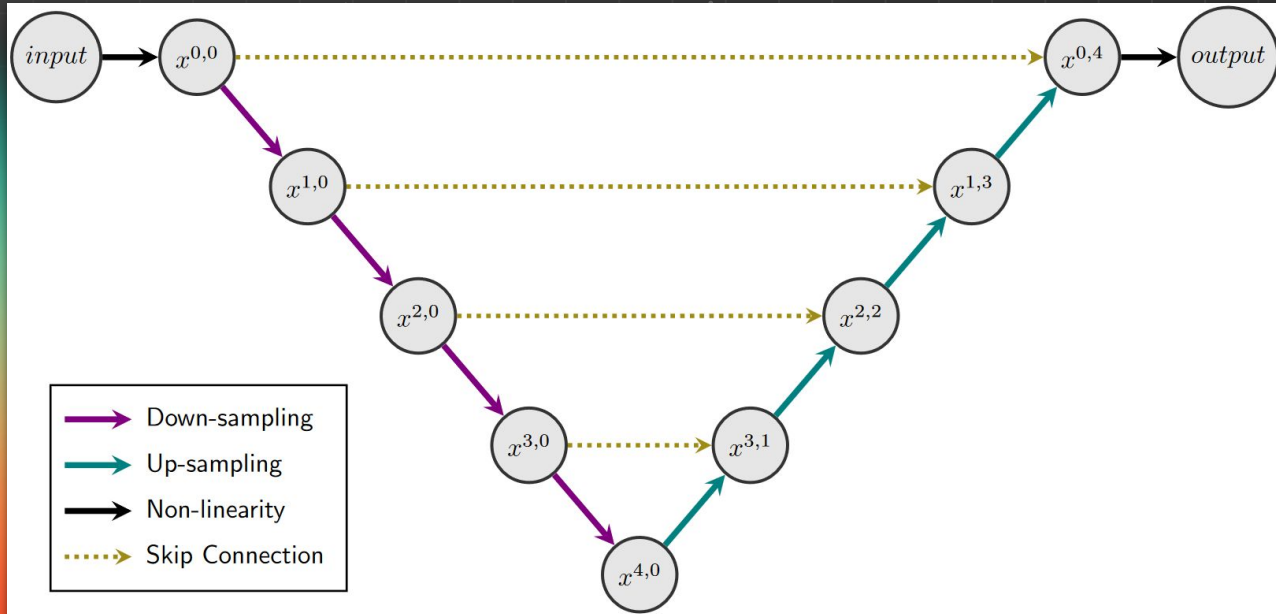 input
x^{0,0}
x^{0,4}
output
x^{1,0}
x^{1,3}
x^{2,0}
x^{2,2}
x^{3,0}
x^{3,1}
x^{4,0}
Down-sampling
Up-sampling
Non-linearity
Skip Connection